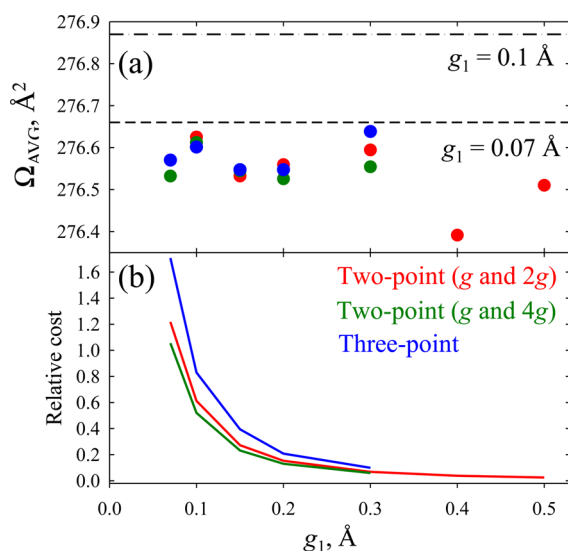 276.9
276.8
276.7
276.6
276.5
276.4
Ω_AVG, Å²
(a)
g₁ = 0.1 Å
g₁ = 0.07 Å
1.6
1.4
1.2
1.0
0.8
0.6
0.4
0.2
0.0
Relative cost
(b)
Two-point (g and 2g)
Two-point (g and 4g)
Three-point
0.0 0.1 0.2 0.3 0.4 0.5
g₁, Å